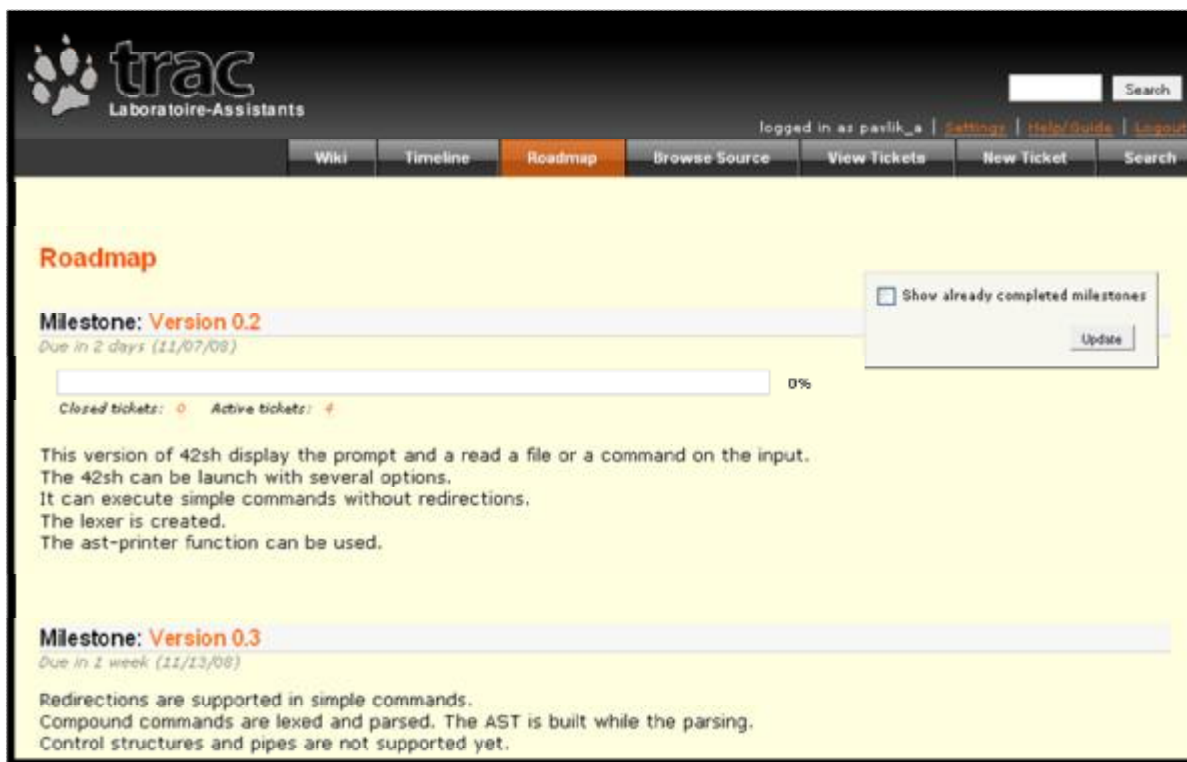 trac
Laboratoire-Assistants
Search
logged in as pavlik_a | Settings | Help/Guide | Logout
Wiki Timeline Roadmap Browse Source View Tickets New Ticket Search
Roadmap
Show already completed milestones
Update
Milestone: Version 0.2
Due in 2 days (11/07/08)
0%
Closed tickets: 0 Active tickets: 4
This version of 42sh display the prompt and a read a file or a command on the input.
The 42sh can be launch with several options.
It can execute simple commands without redirections.
The lexer is created.
The ast-printer function can be used.
Milestone: Version 0.3
Due in 1 week (11/13/08)
Redirections are supported in simple commands.
Compound commands are lexed and parsed. The AST is built while the parsing.
Control structures and pipes are not supported yet.